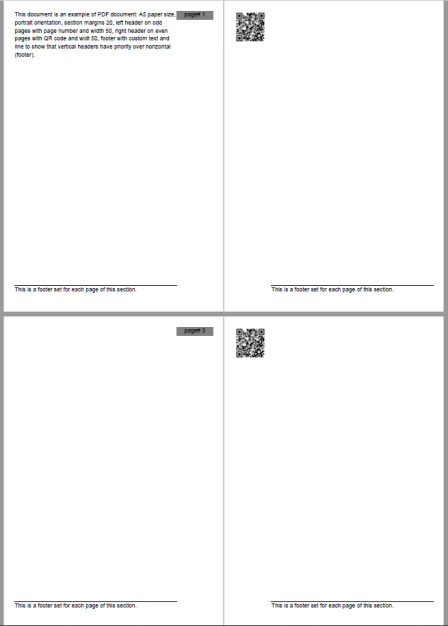 This document is an example of PDF document: A5 paper size,
portrait orientation, section margins 20, left header on odd
pages with page number and width 50, right header on even
pages with QR code and widt 50, footer with custom text and
line to show that vertical headers have priority over horizontal
(footer).
page# 1
This is a footer set for each page of this section.
This is a footer set for each page of this section.
page# 3
This is a footer set for each page of this section.
This is a footer set for each page of this section.